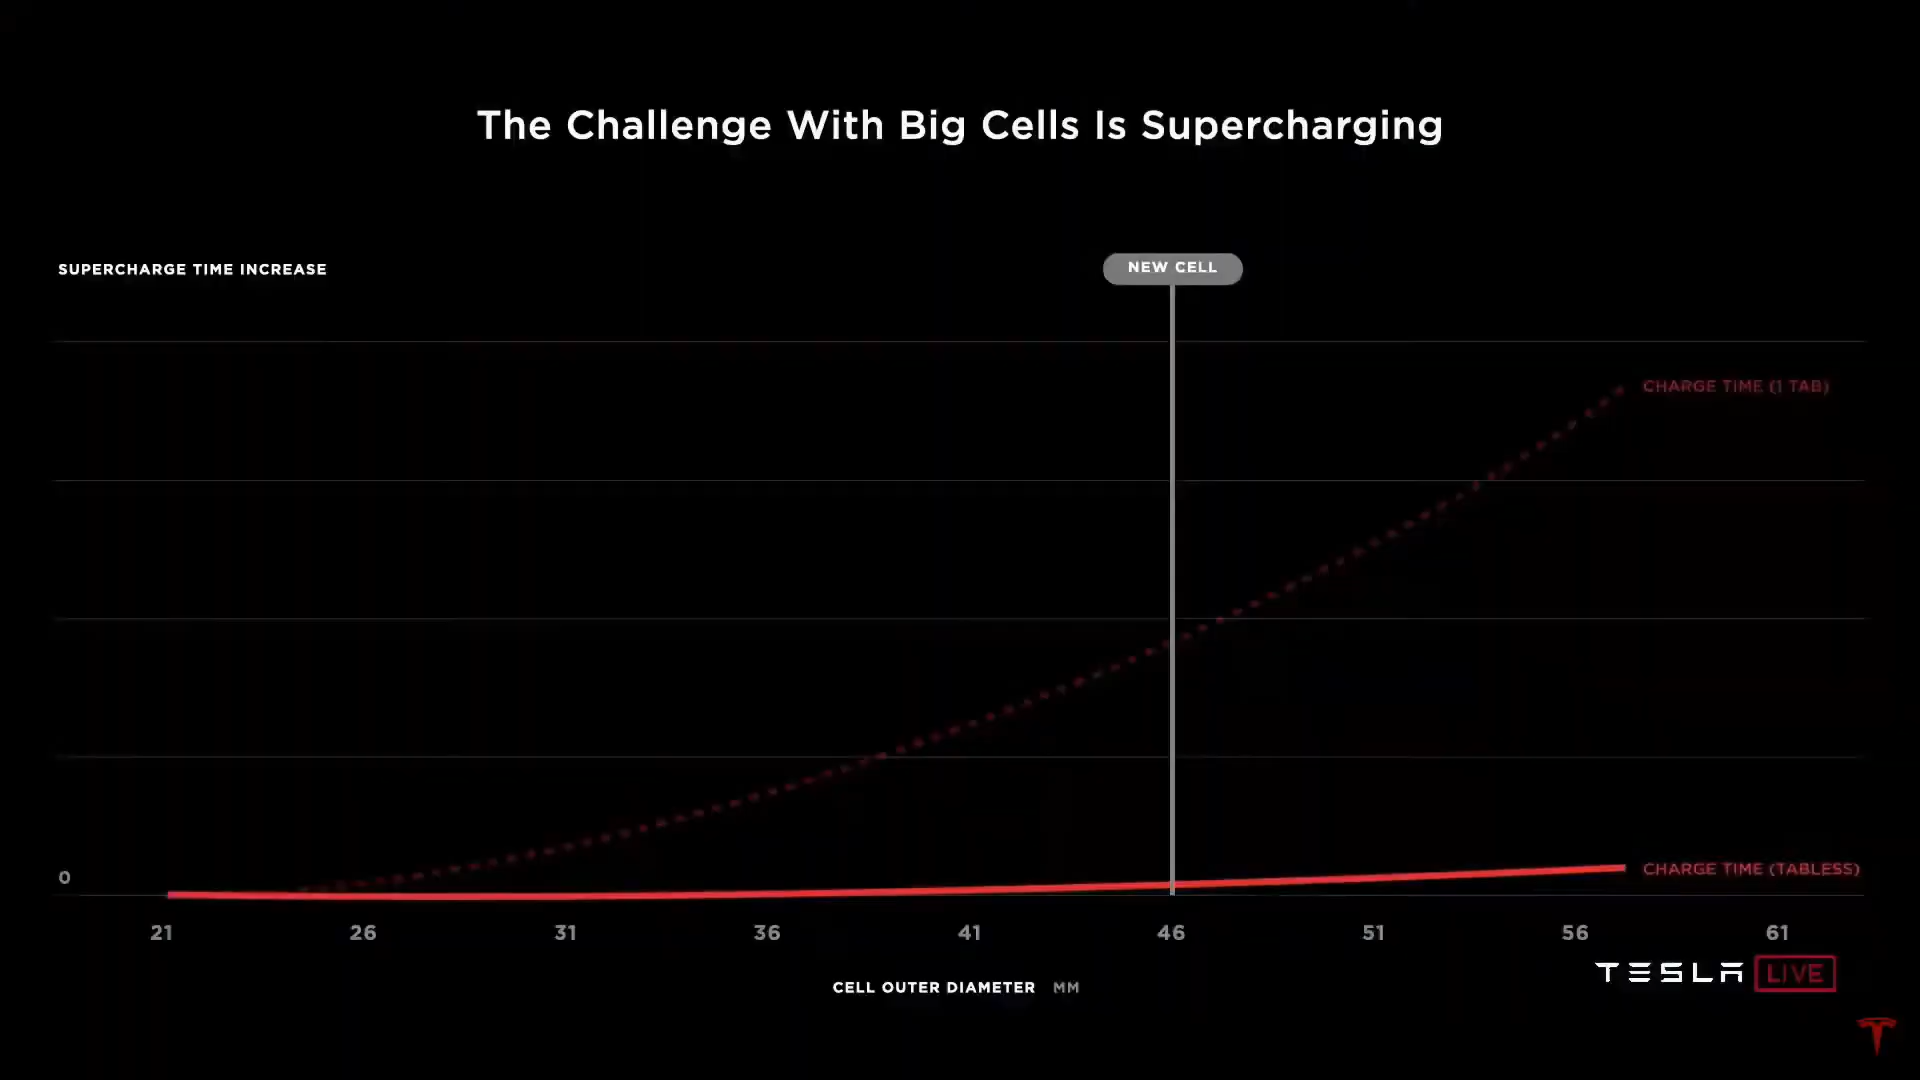 The Challenge With Big Cells Is Supercharging
SUPERCHARGE TIME INCREASE
NEW CELL
CHARGE TIME (1 TAB)
CHARGE TIME (TABLESS)
0
21 26 31 36 41 46 51 56 61
CELL OUTER DIAMETER MM
TESLA LIVE